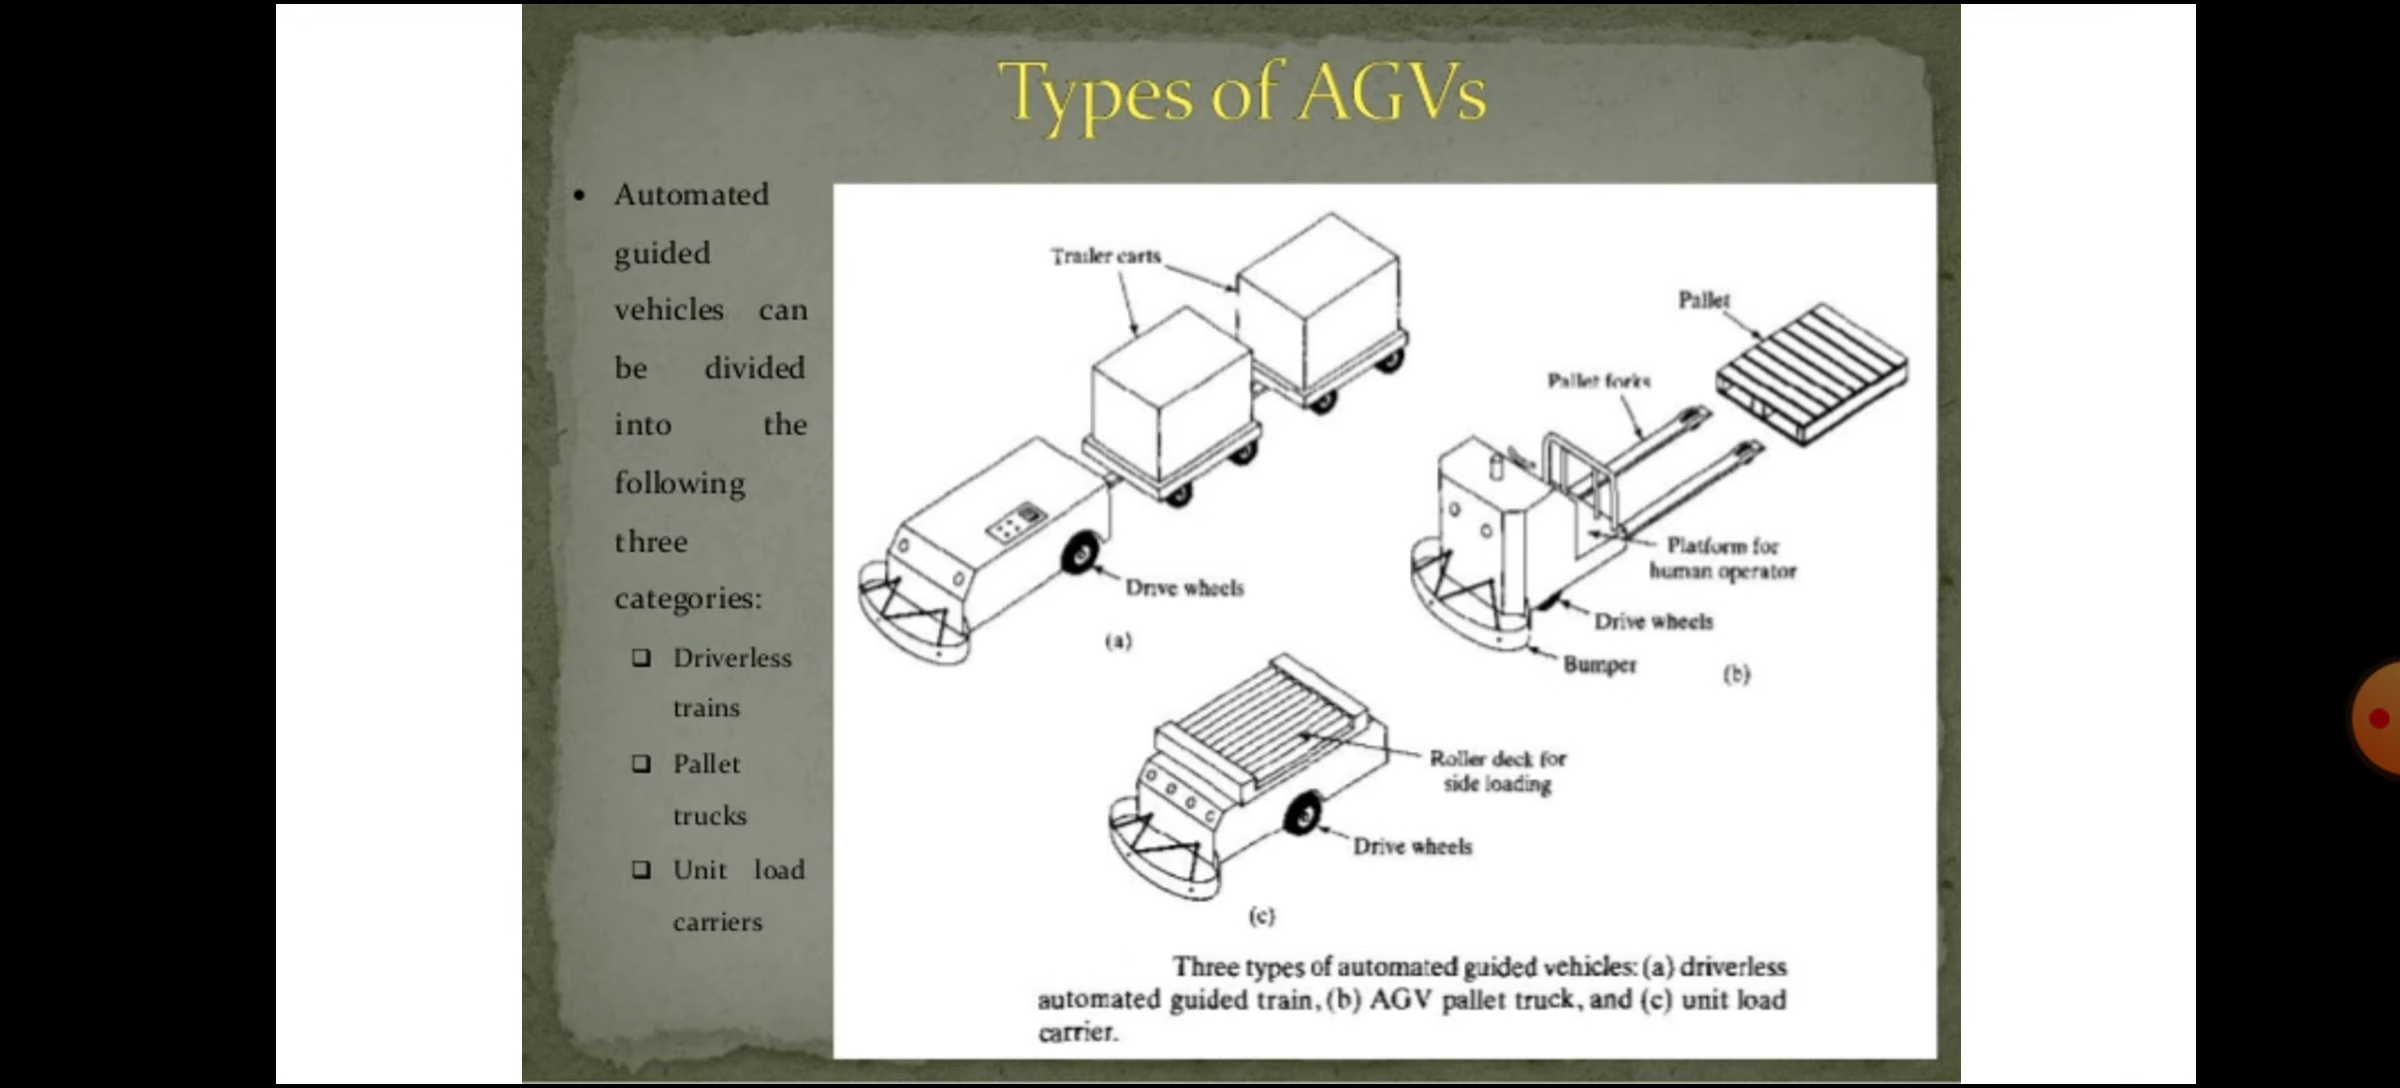 Types of AGVs
• Automated
guided
vehicles can
be divided
into the
following
three
categories:
❑ Driverless
trains
❑ Pallet
trucks
❑ Unit load
carriers
Trailer carts
Drive wheels
(a)
Pallet
Pallet forks
Platform for
human operator
Drive wheels
Bumper
(b)
Roller deck for
side loading
Drive wheels
(c)
Three types of automated guided vehicles: (a) driverless
automated guided train, (b) AGV pallet truck, and (c) unit load
carrier.